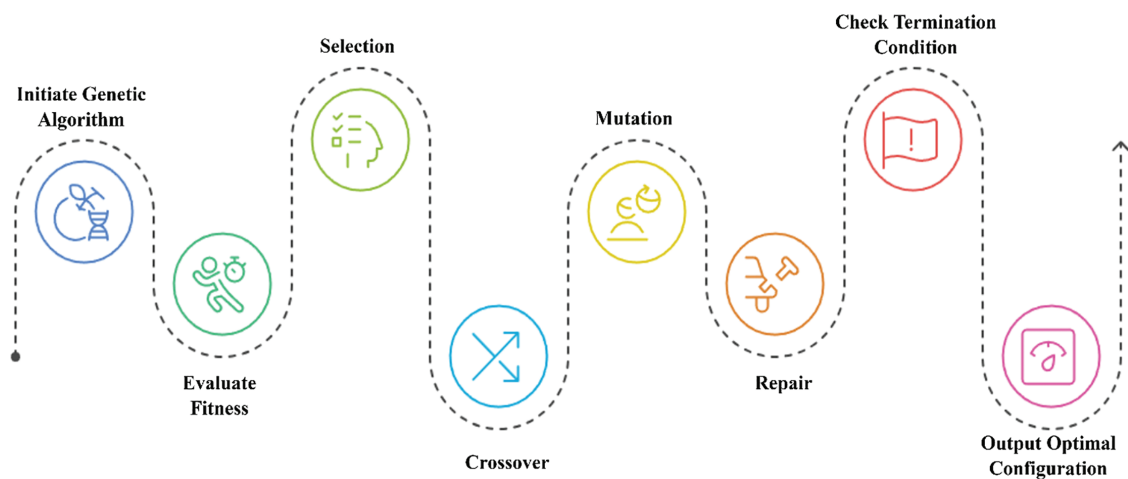 Initiate Genetic
Algorithm
Evaluate
Fitness
Selection
Crossover
Mutation
Repair
Check Termination
Condition
Output Optimal
Configuration